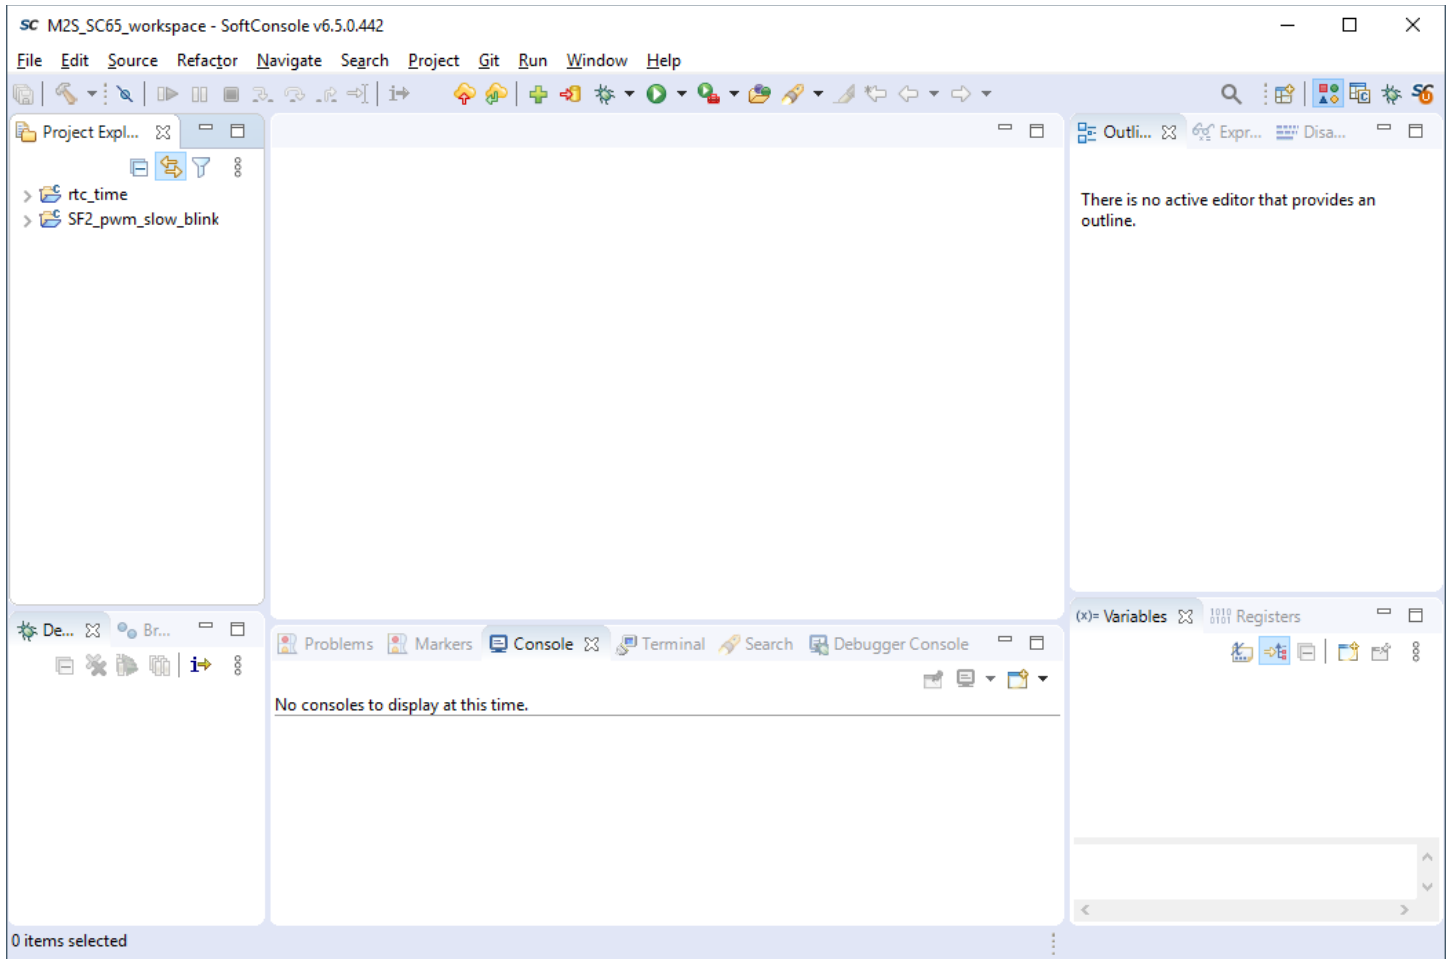 SC M2S_SC65_workspace - SoftConsole v6.5.0.442
File Edit Source Refactor Navigate Search Project Git Run Window Help
Project Expl...
rtc_time
SF2_pwm_slow_blink
Outli... Expr... Disa...
There is no active editor that provides an
outline.
De... Br...
Problems Markers Console Terminal Search Debugger Console
No consoles to display at this time.
(x)= Variables 1010 0101 Registers
0 items selected